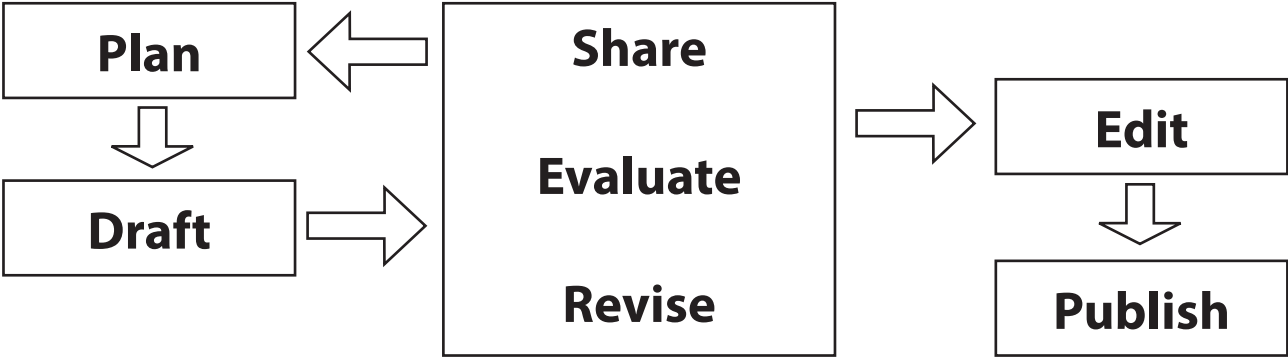 Plan
Draft
Share
Evaluate
Revise
Edit
Publish